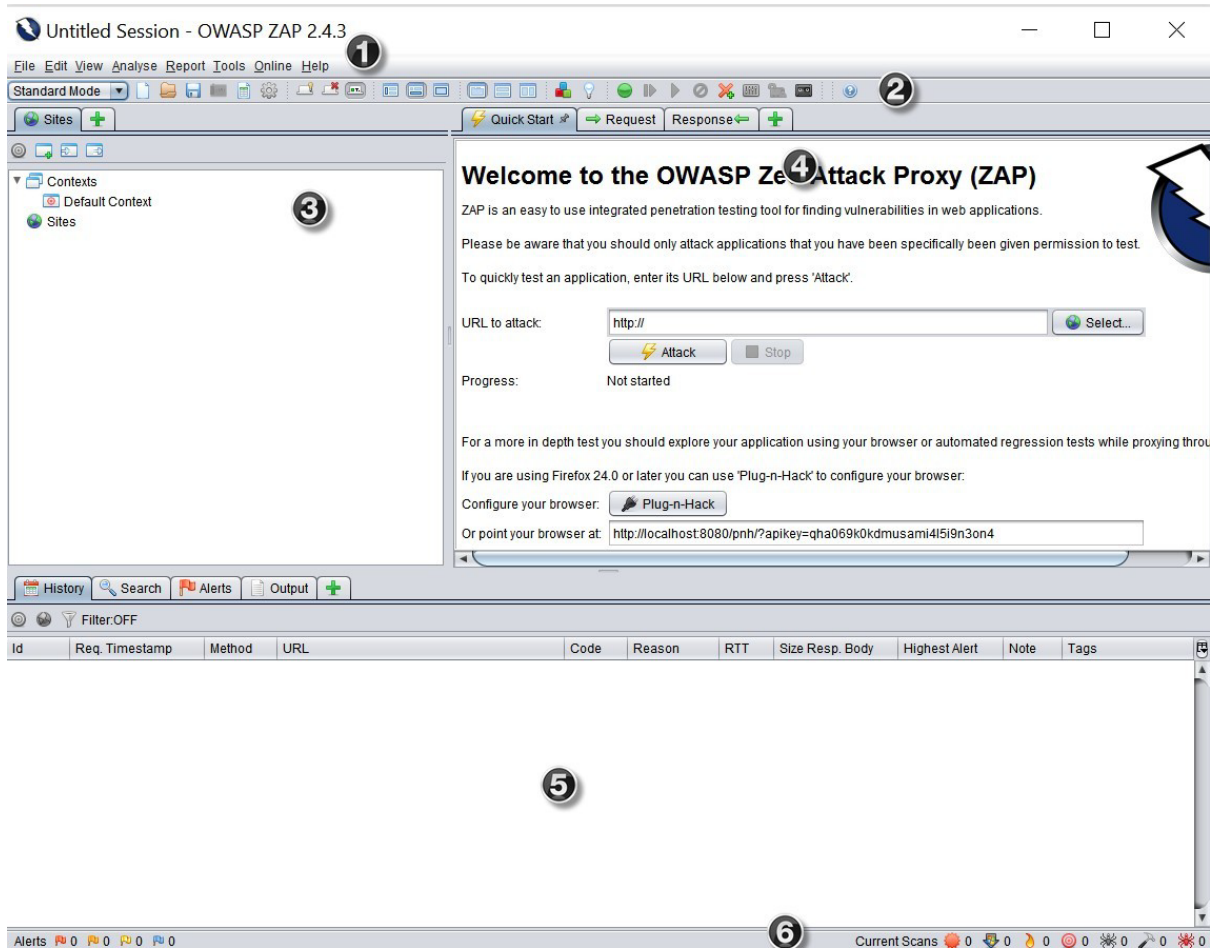 Untitled Session - OWASP ZAP 2.4.3
1
File Edit View Analyse Report Tools Online Help
Standard Mode
2
Sites
Quick Start Request Response
Welcome to the OWASP Zed Attack Proxy (ZAP)
4
ZAP is an easy to use integrated penetration testing tool for finding vulnerabilities in web applications.
Please be aware that you should only attack applications that you have been specifically been given permission to test.
To quickly test an application, enter its URL below and press 'Attack'.
Contexts
Default Context
Sites
3
URL to attack: http:// Select...
Attack Stop
Progress: Not started
For a more in depth test you should explore your application using your browser or automated regression tests while proxying throu
If you are using Firefox 24.0 or later you can use 'Plug-n-Hack' to configure your browser:
Configure your browser: Plug-n-Hack
Or point your browser at: http://localhost:8080/pnh/?apikey=qha069k0kdmusami4l5i9n3on4
History Search Alerts Output
Filter:OFF
Id Req. Timestamp Method URL Code Reason RTT Size Resp. Body Highest Alert Note Tags
5
6
Alerts 0 0 0 0 Current Scans 0 0 0 0 0 0 0